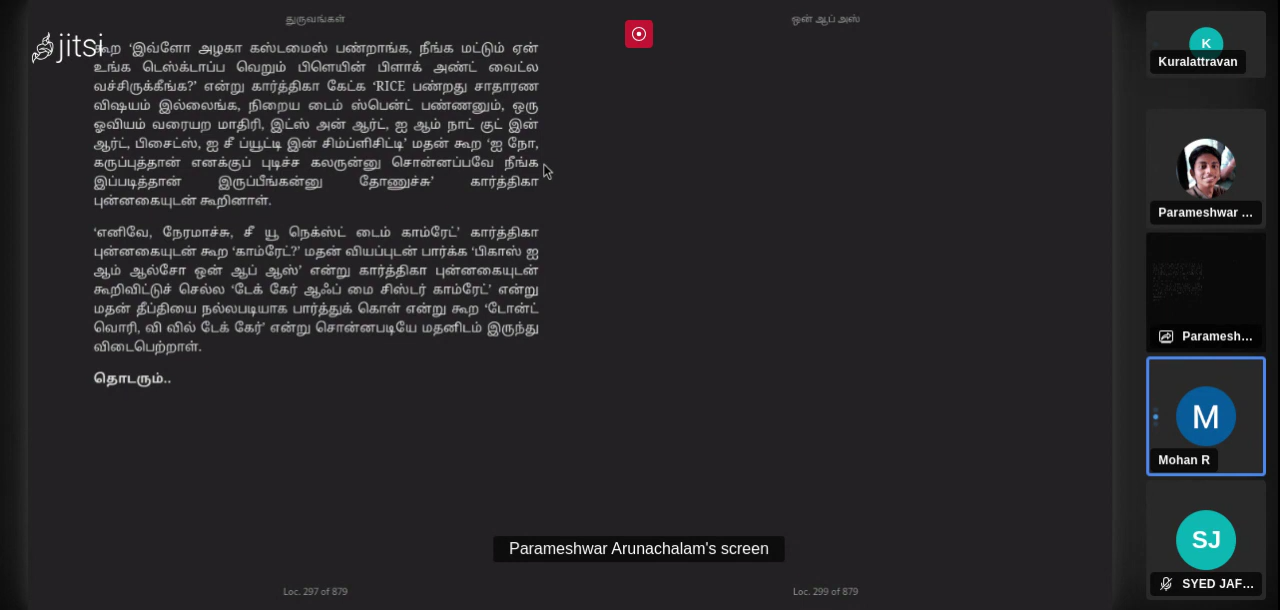 துருவங்கள்
ஒன் ஆப் அஸ்
jitsi
கூற ‘இவ்ளோ அழகா கஸ்டமைஸ் பண்றாங்க, நீங்க மட்டும் ஏன்
உங்க டெஸ்க்டாப்ப வெறும் பிளெயின் பிளாக் அண்ட் வைட்ல
வச்சிருக்கீங்க?’ என்று கார்த்திகா கேட்க ‘RICE பண்றது சாதாரண
விஷயம் இல்லைங்க, நிறைய டைம் ஸ்பென்ட் பண்ணனும், ஒரு
ஓவியம் வரையற மாதிரி, இட்ஸ் அன் ஆர்ட், ஐ ஆம் நாட் குட் இன்
ஆர்ட், பிசைட்ஸ், ஐ சீ ப்யூட்டி இன் சிம்ப்ளிசிட்டி’ மதன் கூற ‘ஐ நோ,
கருப்புத்தான் எனக்குப் புடிச்ச கலருன்னு சொன்னப்பவே நீங்க
இப்படித்தான் இருப்பீங்கன்னு தோணுச்சு’ கார்த்திகா
புன்னகையுடன் கூறினாள்.
‘எனிவே, நேரமாச்சு, சீ யூ நெக்ஸ்ட் டைம் காம்ரேட்’ கார்த்திகா
புன்னகையுடன் கூற ‘காம்ரேட்?’ மதன் வியப்புடன் பார்க்க ‘பிகாஸ் ஐ
ஆம் ஆல்சோ ஒன் ஆப் ஆஸ்’ என்று கார்த்திகா புன்னகையுடன்
கூறிவிட்டுச் செல்ல ‘டேக் கேர் ஆஃப் மை சிஸ்டர் காம்ரேட்’ என்று
மதன் தீப்தியை நல்லபடியாக பார்த்துக் கொள் என்று கூற ‘டோன்ட்
வொரி, வி வில் டேக் கேர்’ என்று சொன்னபடியே மதனிடம் இருந்து
விடைபெற்றாள்.
தொடரும்..
Parameshwar Arunachalam's screen
Loc. 297 of 879
Loc. 299 of 879
K
Kuralattravan
Parameshwar ...
Paramesh...
M
Mohan R
SJ
SYED JAF...